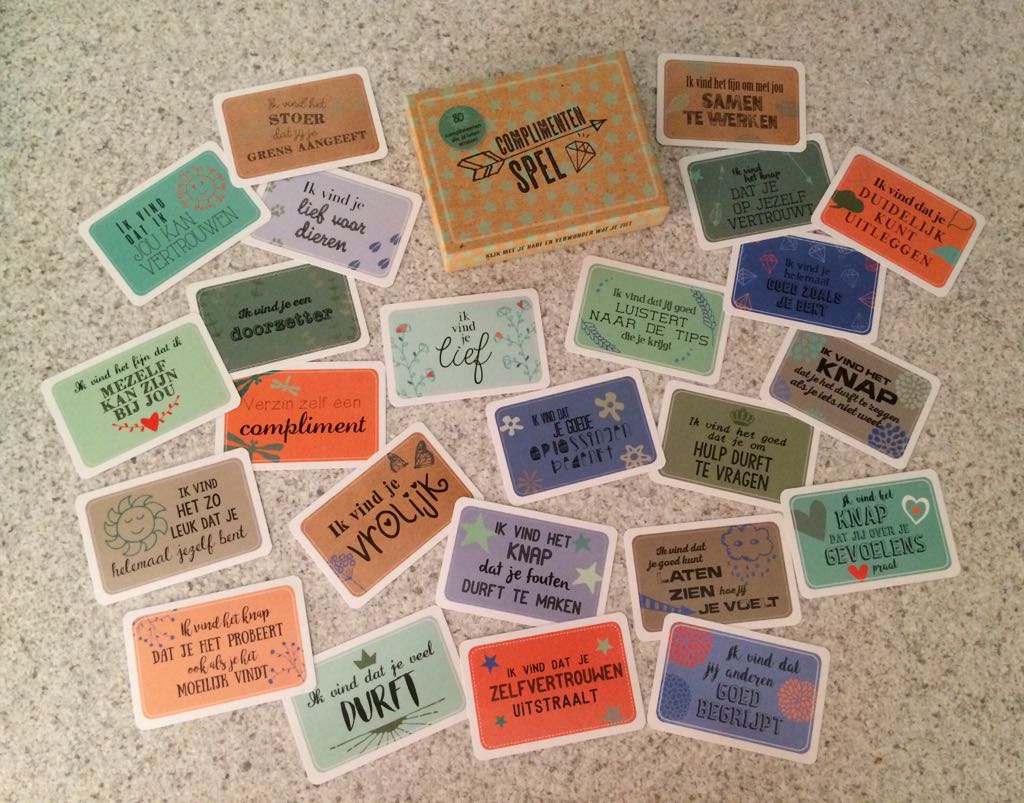 Ik vind het
STOER
dat jij je
GRENS AANGEEFT
80
complimenten
COMPLIMENTEN
SPEL
KIJK MET JE HART EN VERWONDER WAT JE ZIET
Ik vind het fijn om met jou
SAMEN
TE WERKEN
IK VIND
DAT IK
JOU KAN
VERTROUWEN
Ik vind je
lief voor
dieren
Ik vind het knap
DAT JE
OP JEZELF
VERTROUWT
Ik vind dat je
DUIDELIJK
KUNT
UITLEGGEN
Ik vind je een
doorzetter
ik
vind
je
lief
Ik vind dat jij goed
LUISTERT
NAAR DE TIPS
die je krijgt
Ik vind je
helemaal
GOED ZOALS
JE BENT
Ik vind het fijn dat ik
MEZELF
KAN ZIJN
BIJ JOU
Verzin zelf een
compliment
IK VIND DAT
JE GOEDE
OPLOSSINGEN
BEDENKT
Ik vind het goed
dat je om
HULP DURFT
TE VRAGEN
IK VIND HET
KNAP
dat je het durft te zeggen
als je iets niet weet
IK VIND
HET ZO
LEUK DAT JE
helemaal jezelf bent
Ik vind je
VROLIJK
IK VIND HET
KNAP
dat je fouten
DURFT TE MAKEN
Ik vind dat
je goed kunt
LATEN
ZIEN hoe jij
JE VOELT
Ik vind het
KNAP
DAT JIJ OVER JE
GEVOELENS
praat
Ik vind het knap
DAT JE HET PROBEERT
ook als je het
MOEILIJK VINDT
Ik vind dat je veel
DURFT
IK VIND DAT JE
ZELFVERTROUWEN
UITSTRAALT
Ik vind dat
jij anderen
GOED
BEGRIJPT